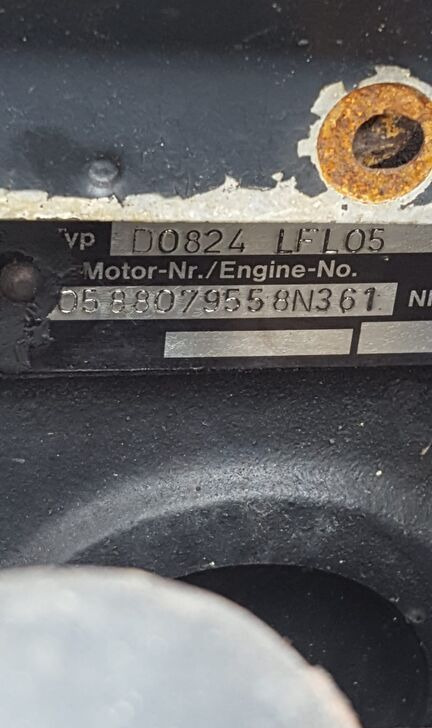 Typ D0824 LFL05
Motor-Nr./Engine-No.
0588079558N361